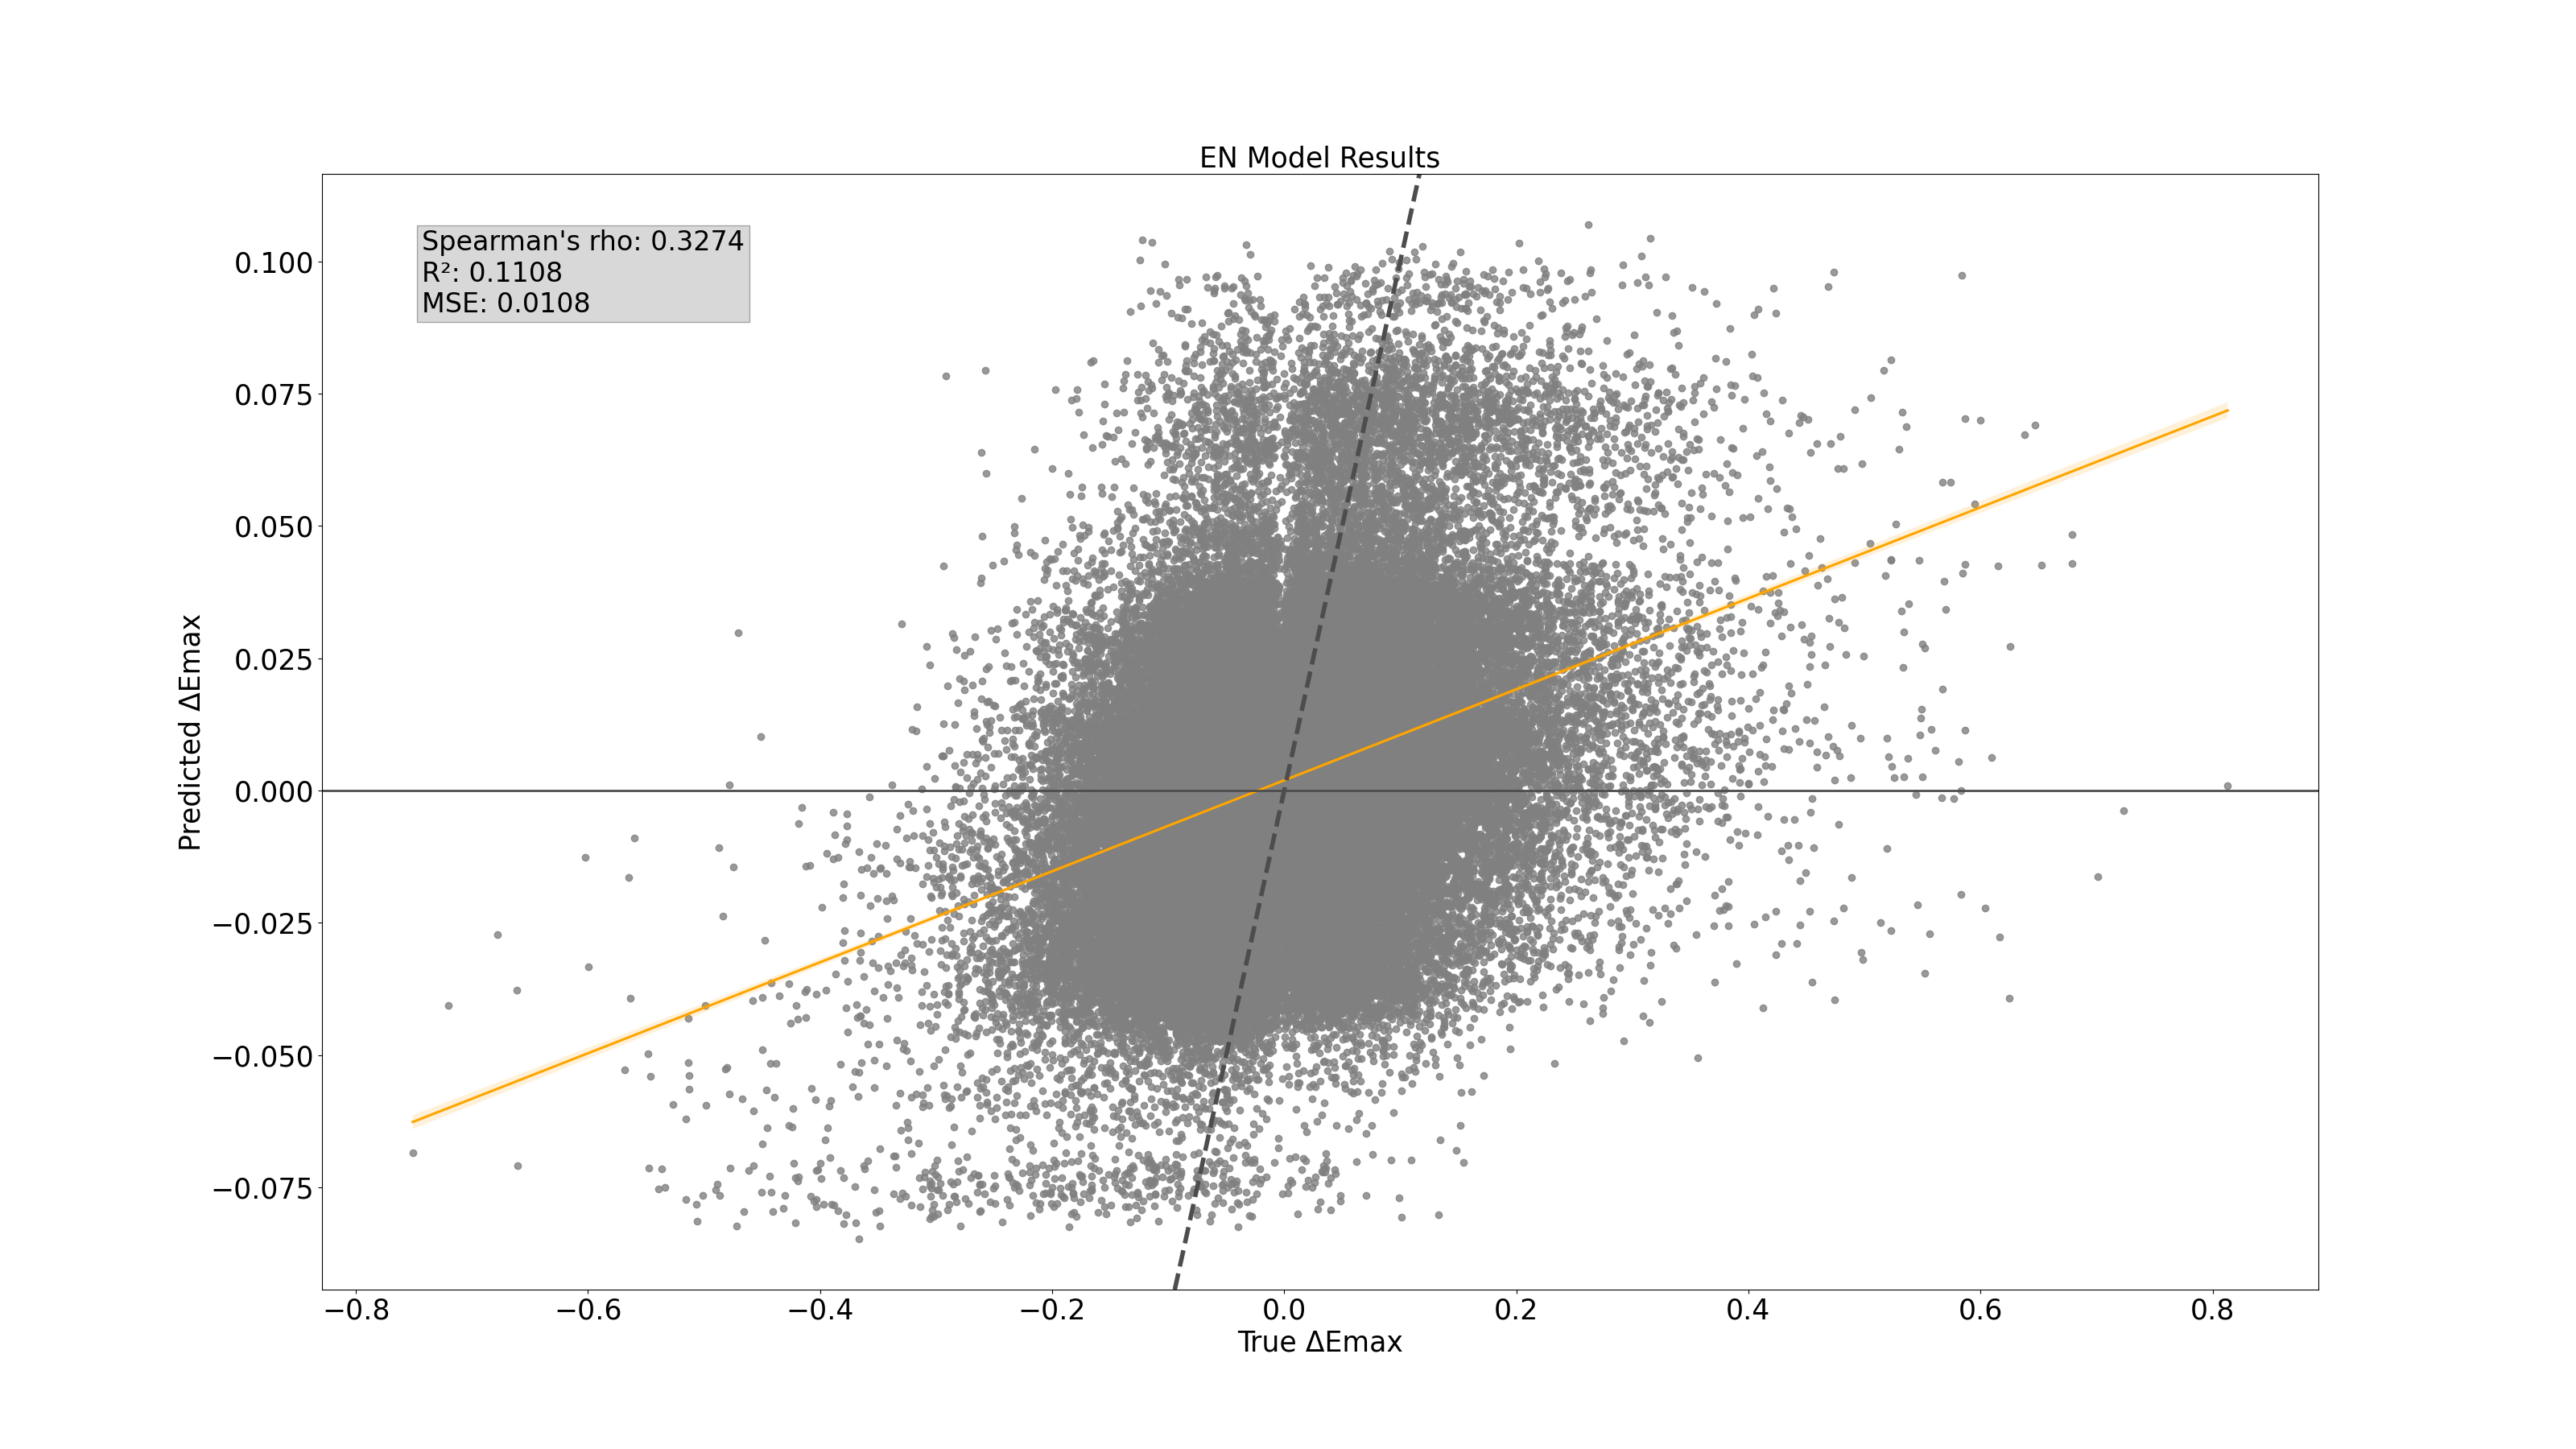 EN Model Results
Spearman's rho: 0.3274
R²: 0.1108
MSE: 0.0108
0.100
0.075
0.050
0.025
0.000
−0.025
−0.050
−0.075
Predicted ΔEmax
−0.8 −0.6 −0.4 −0.2 0.0 0.2 0.4 0.6 0.8
True ΔEmax